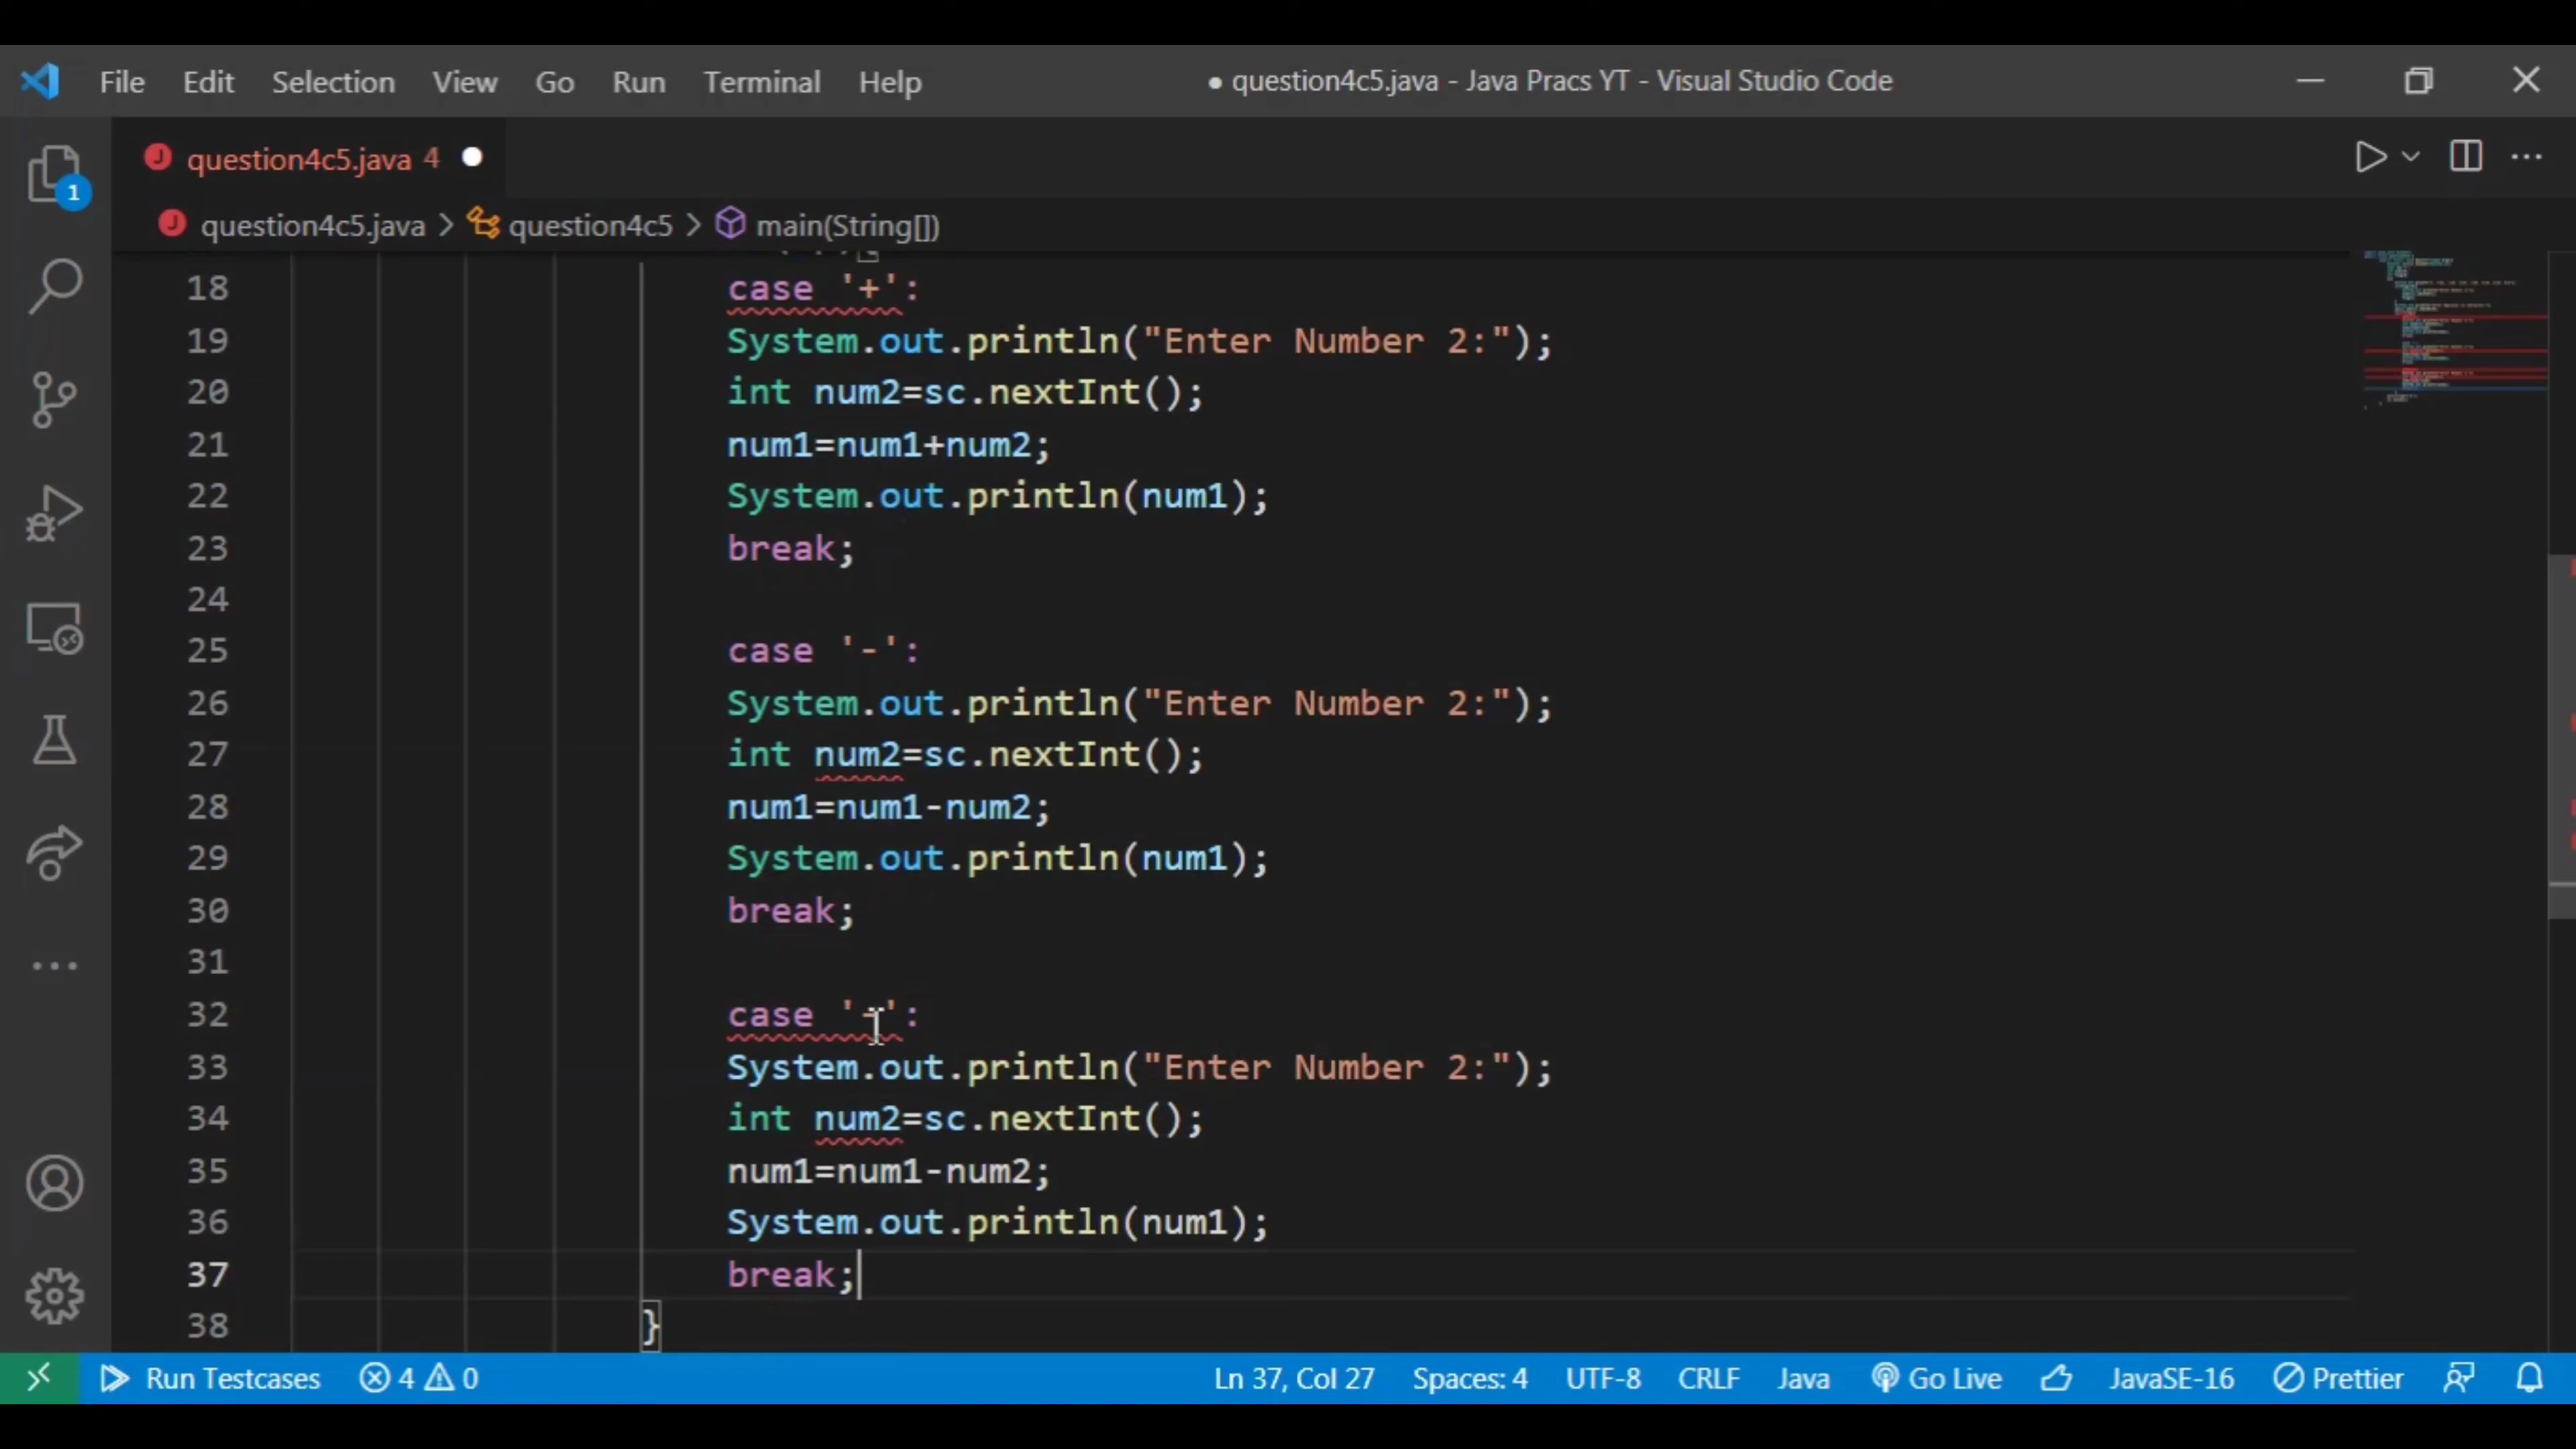 File Edit Selection View Go Run Terminal Help
● question4c5.java - Java Pracs YT - Visual Studio Code
question4c5.java 4
question4c5.java > question4c5 > main(String[])
1
18 case '+':
19 System.out.println("Enter Number 2:");
20 int num2=sc.nextInt();
21 num1=num1+num2;
22 System.out.println(num1);
23 break;
24
25 case '-':
26 System.out.println("Enter Number 2:");
27 int num2=sc.nextInt();
28 num1=num1-num2;
29 System.out.println(num1);
30 break;
31
32 case '+':
33 System.out.println("Enter Number 2:");
34 int num2=sc.nextInt();
35 num1=num1-num2;
36 System.out.println(num1);
37 break;
38 }
Run Testcases 4 0 Ln 37, Col 27 Spaces: 4 UTF-8 CRLF Java Go Live JavaSE-16 Prettier